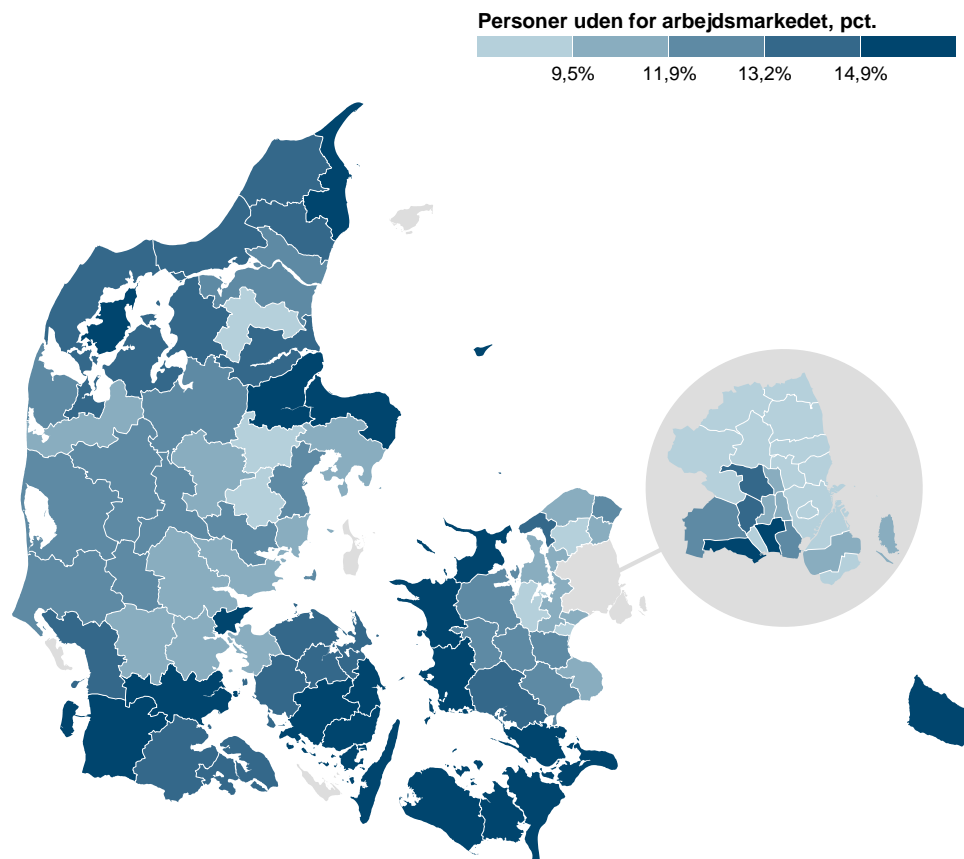 Personer uden for arbejdsmarkedet, pct.
9,5% 11,9% 13,2% 14,9%